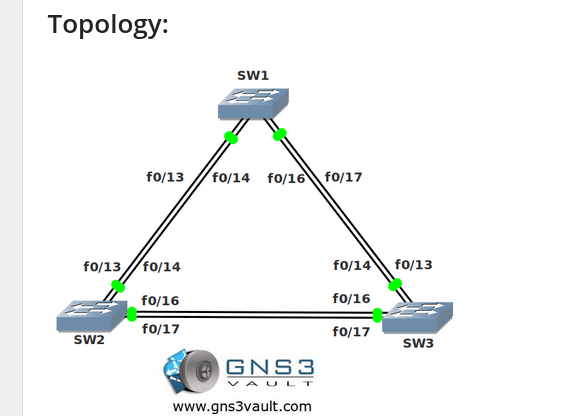 Topology:
SW1
f0/13 f0/14 f0/16 f0/17
f0/13 f0/14 f0/14 f0/13
f0/16 f0/16
f0/17 f0/17
SW2 SW3
GNS3
VAULT
www.gns3vault.com